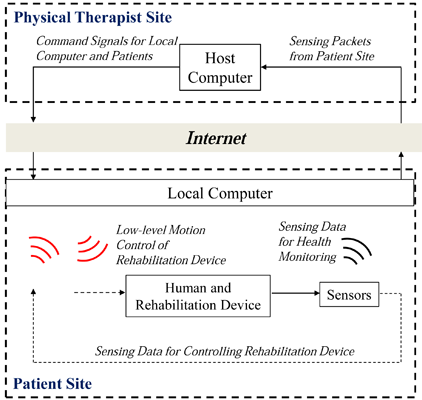 Physical Therapist Site
Command Signals for Local
Computer and Patients
Host
Computer
Sensing Packets
from Patient Site
Internet
Local Computer
Low-level Motion
Control of
Rehabilitation Device
Sensing Data
for Health
Monitoring
Human and
Rehabilitation Device
Sensors
Sensing Data for Controlling Rehabilitation Device
Patient Site